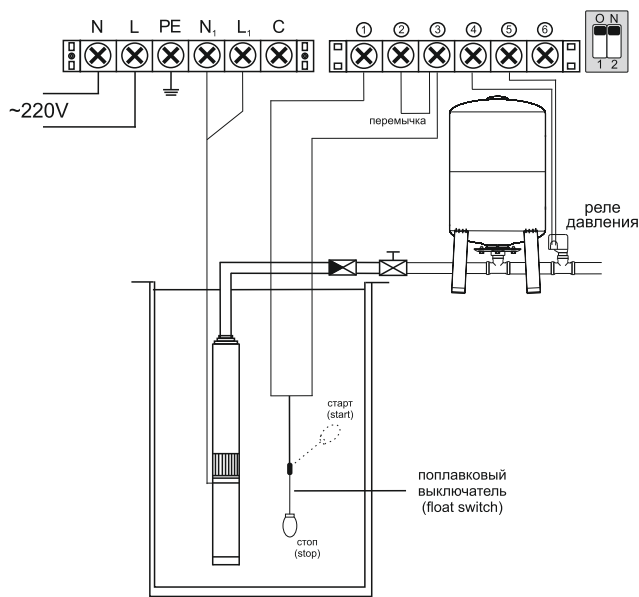 N L PE N₁ L₁ C
① ② ③ ④ ⑤ ⑥
O N
1 2
~220V
перемычка
реле
давления
старт
(start)
поплавковый
выключатель
(float switch)
стоп
(stop)